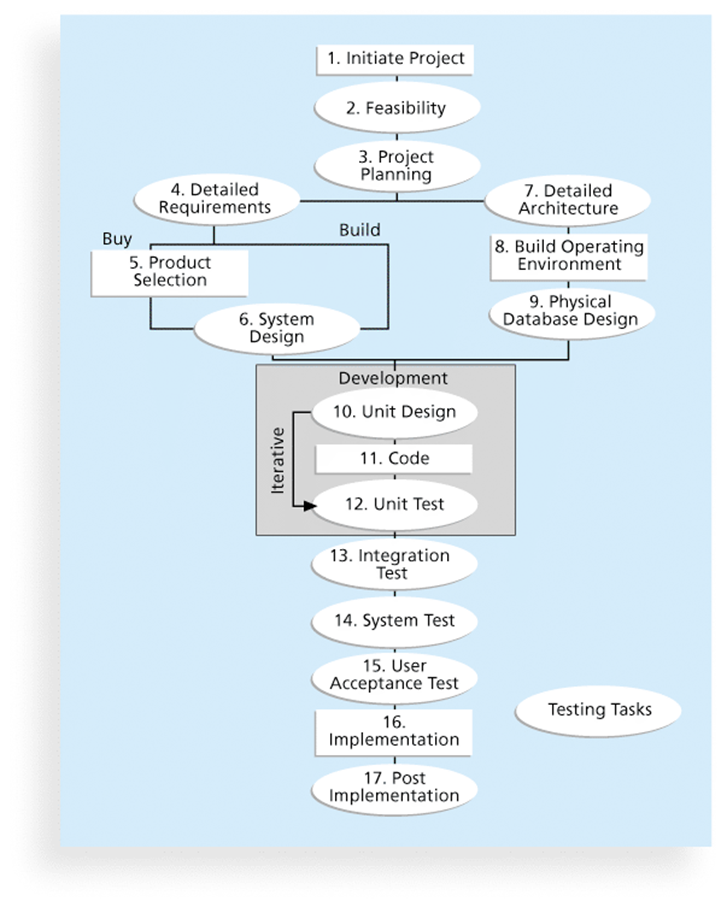 1. Initiate Project
2. Feasibility
3. Project
Planning
4. Detailed
Requirements
7. Detailed
Architecture
Buy
Build
5. Product
Selection
8. Build Operating
Environment
6. System
Design
9. Physical
Database Design
Development
10. Unit Design
Iterative
11. Code
12. Unit Test
13. Integration
Test
14. System Test
15. User
Acceptance Test
Testing Tasks
16.
Implementation
17. Post
Implementation